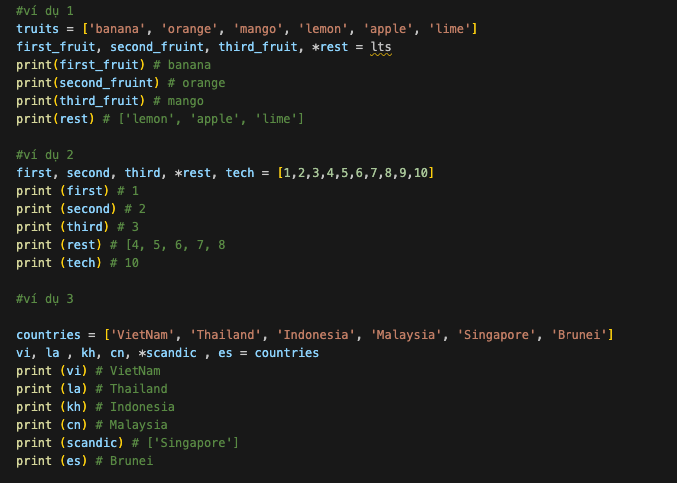 #ví dụ 1
truits = ['banana', 'orange', 'mango', 'lemon', 'apple', 'lime']
first_fruit, second_fruint, third_fruit, *rest = lts
print(first_fruit) # banana
print(second_fruint) # orange
print(third_fruit) # mango
print(rest) # ['lemon', 'apple', 'lime']
#ví dụ 2
first, second, third, *rest, tech = [1,2,3,4,5,6,7,8,9,10]
print (first) # 1
print (second) # 2
print (third) # 3
print (rest) # [4, 5, 6, 7, 8
print (tech) # 10
#ví dụ 3
countries = ['VietNam', 'Thailand', 'Indonesia', 'Malaysia', 'Singapore', 'Brunei']
vi, la , kh, cn, *scandic , es = countries
print (vi) # VietNam
print (la) # Thailand
print (kh) # Indonesia
print (cn) # Malaysia
print (scandic) # ['Singapore']
print (es) # Brunei